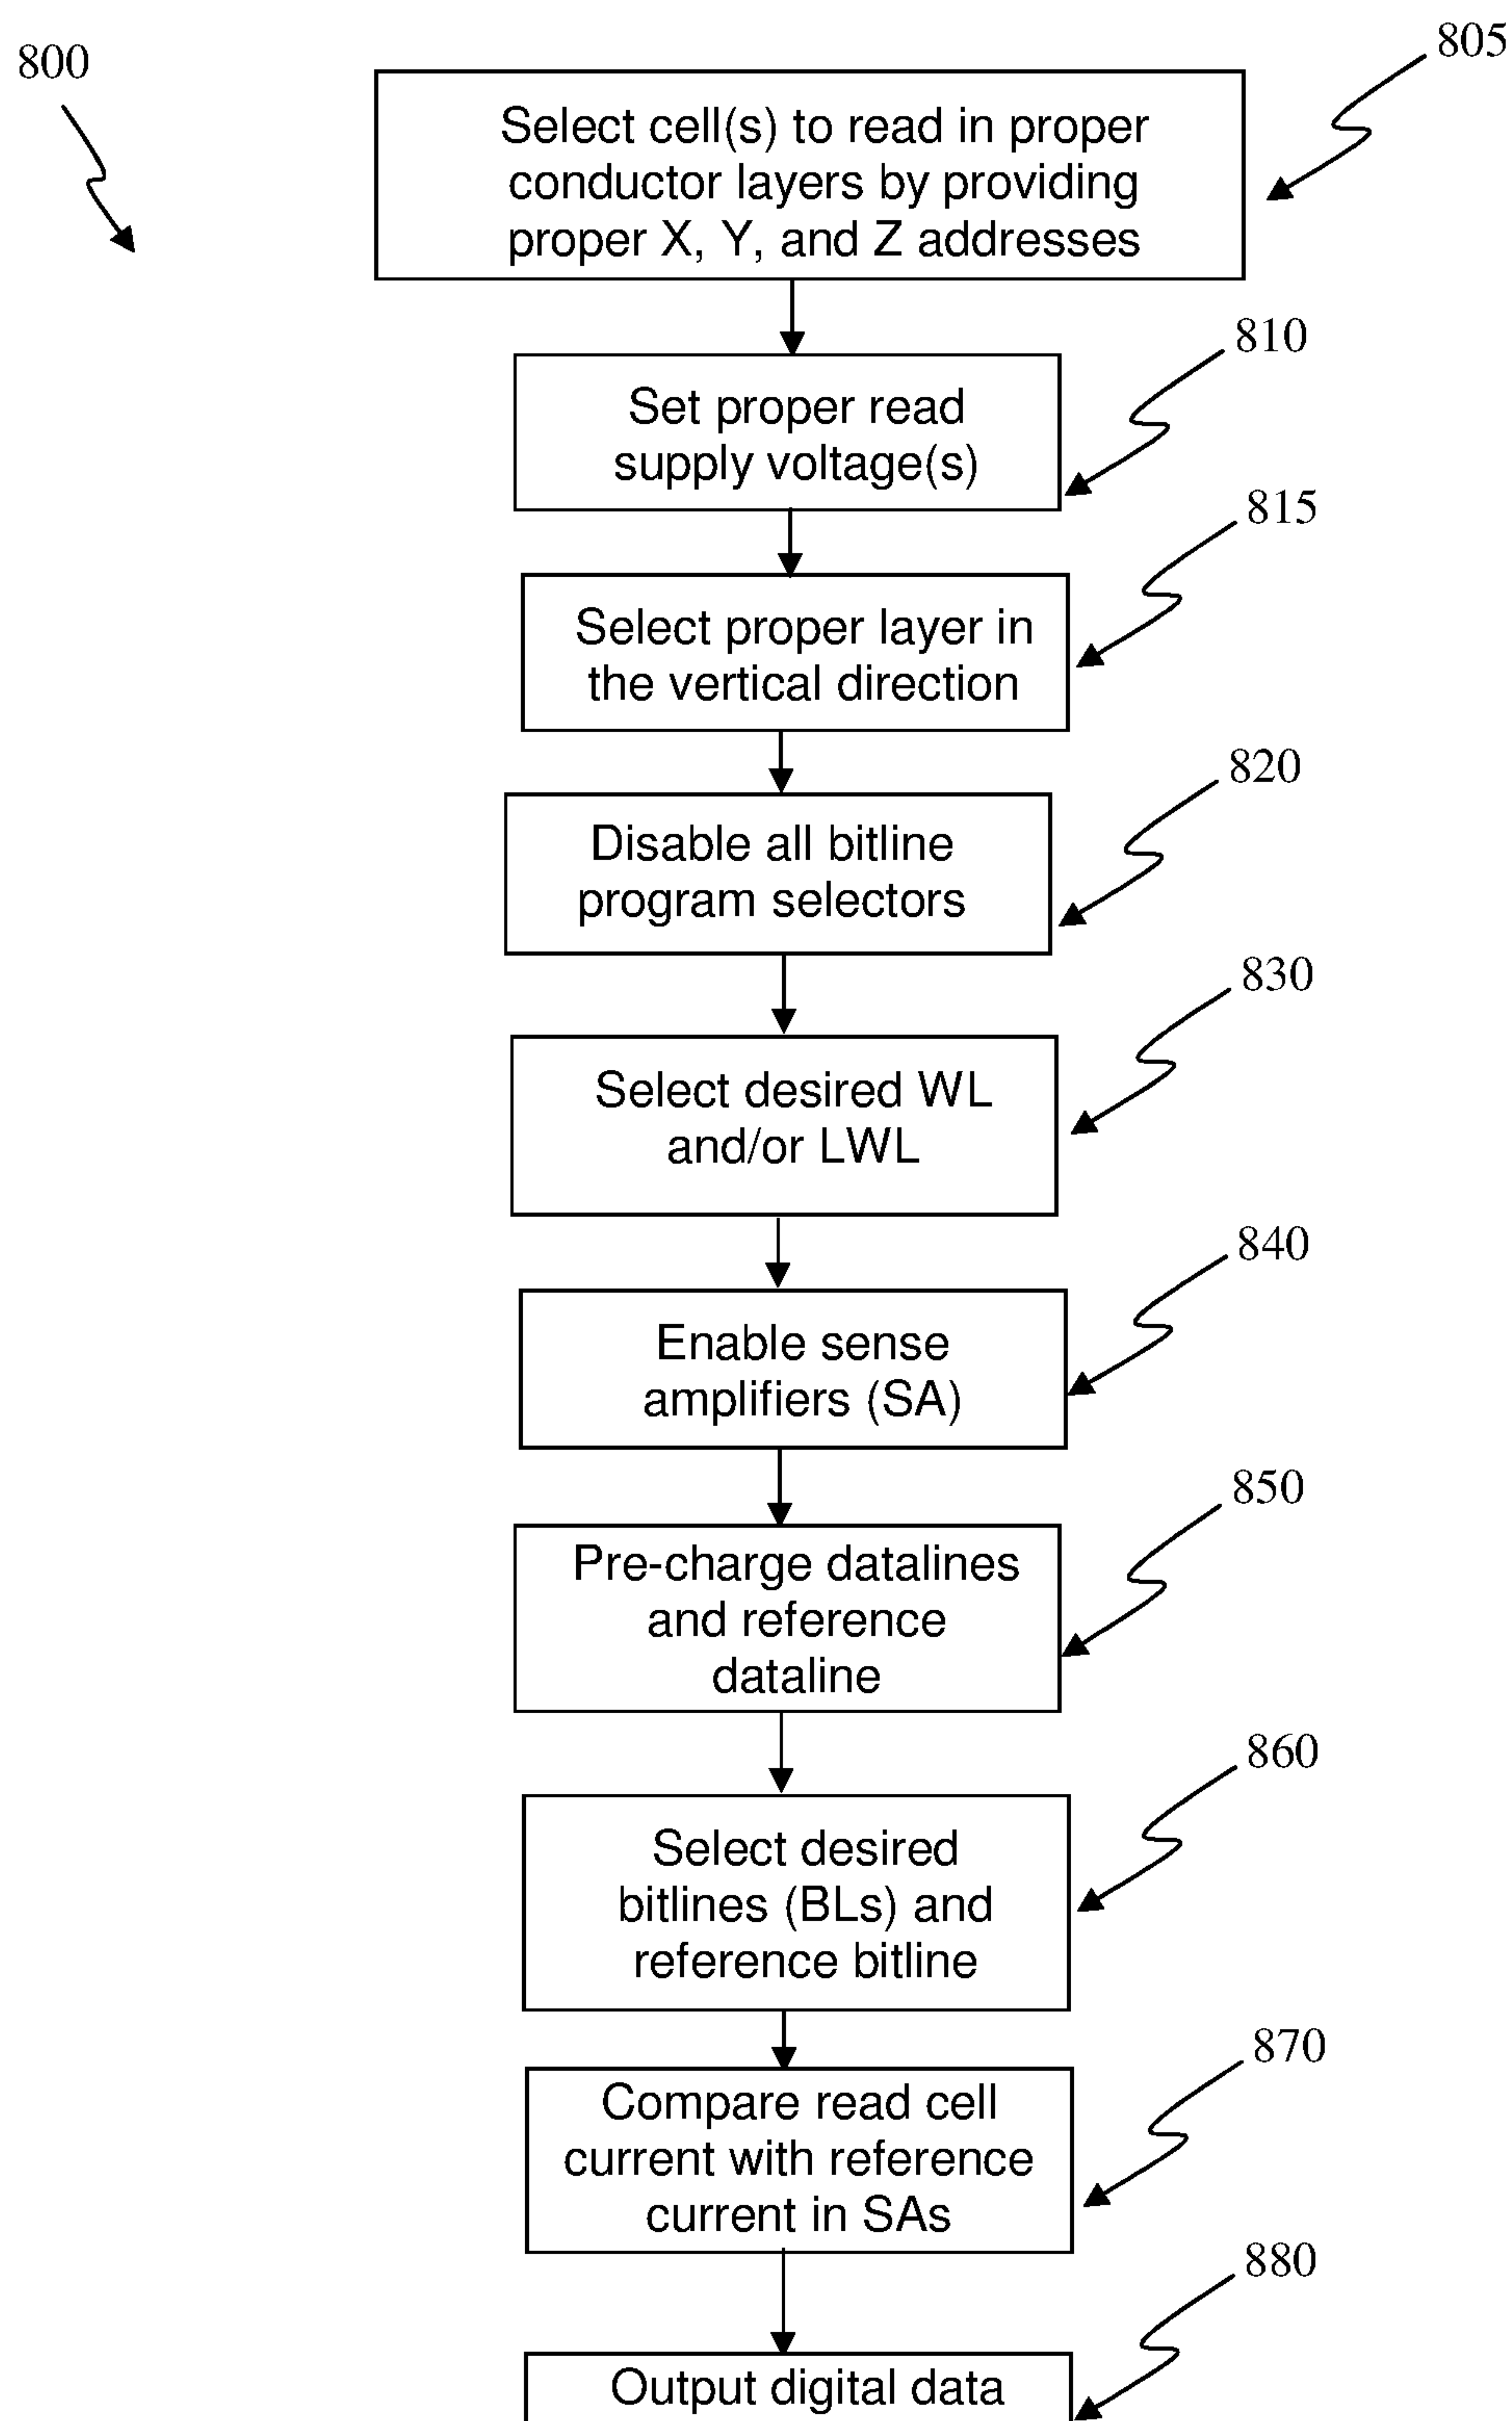 800
805
Select cell(s) to read in proper
conductor layers by providing
proper X, Y, and Z addresses
810
Set proper read
supply voltage(s)
815
Select proper layer in
the vertical direction
820
Disable all bitline
program selectors
830
Select desired WL
and/or LWL
840
Enable sense
amplifiers (SA)
850
Pre-charge datalines
and reference
dataline
860
Select desired
bitlines (BLs) and
reference bitline
870
Compare read cell
current with reference
current in SAs
880
Output digital data